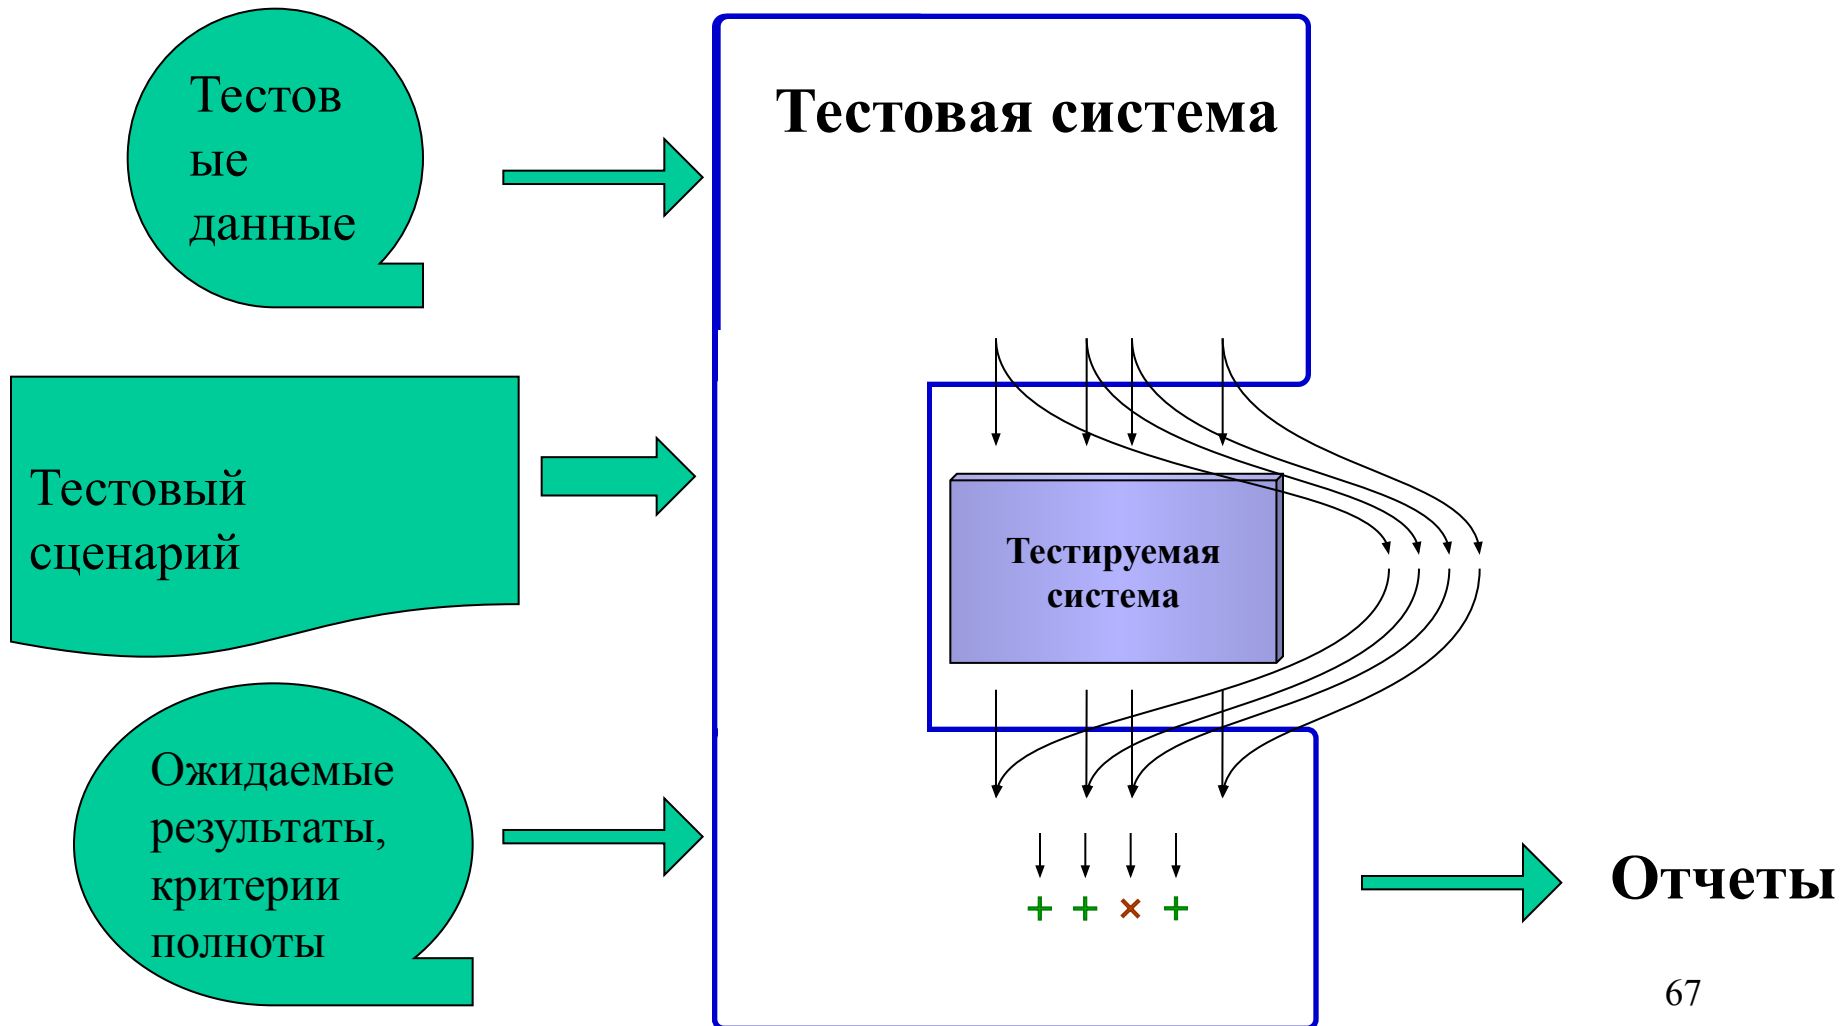 Тестов
ые
данные
Тестовая система
Тестовый
сценарий
Тестируемая
система
Ожидаемые
результаты,
критерии
полноты
Отчеты
67